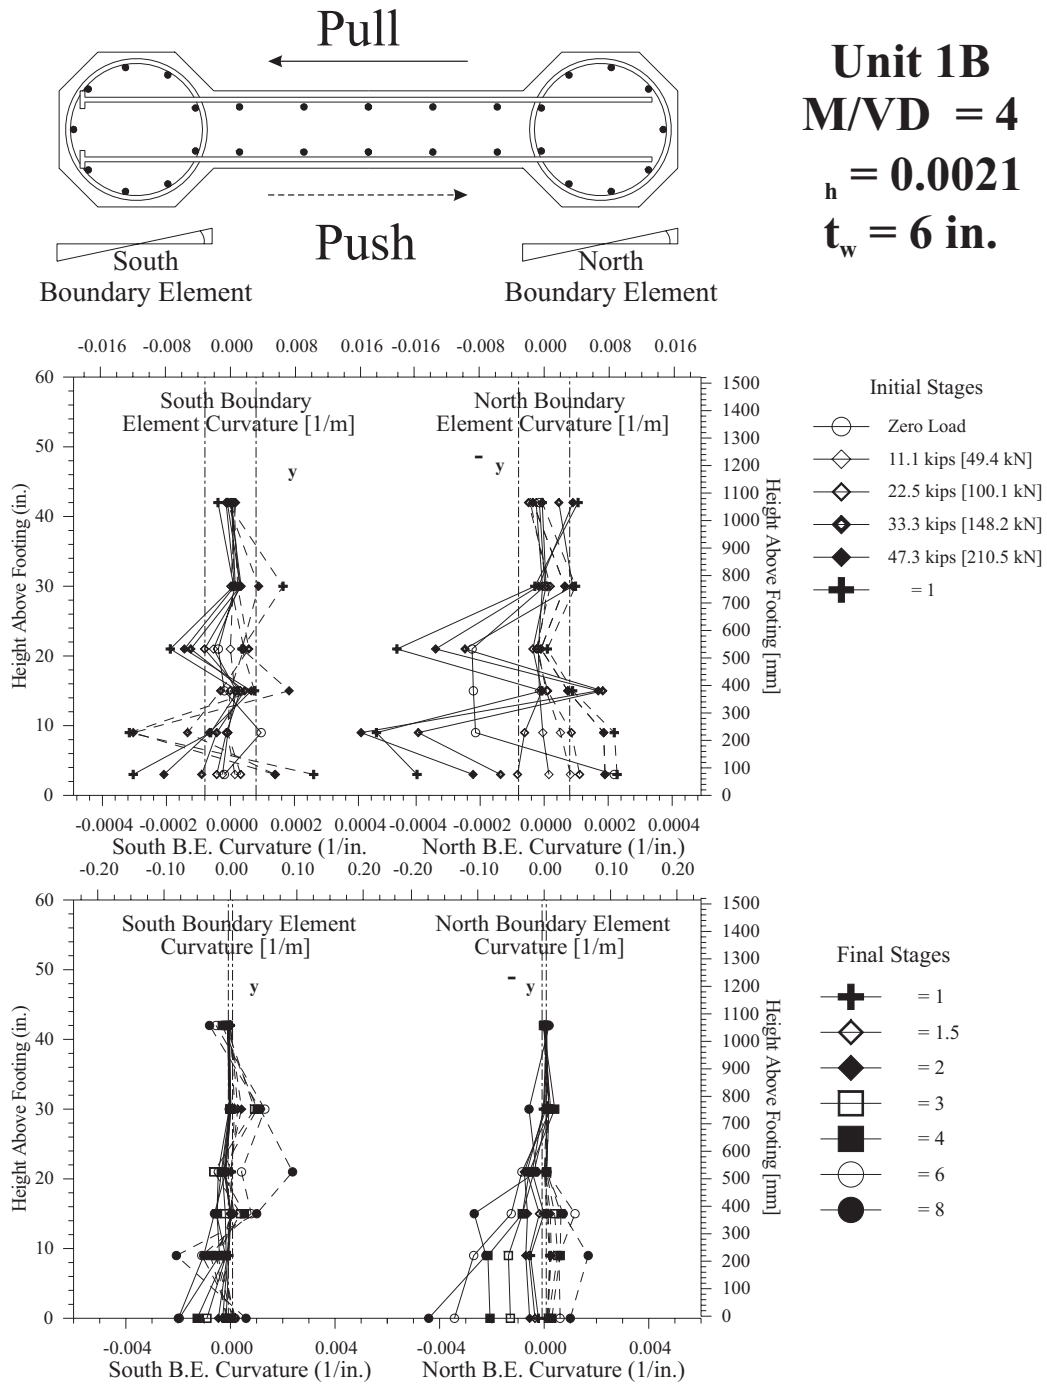 Pull
Push
South
Boundary Element
North
Boundary Element
Unit 1B
M/VD = 4
h = 0.0021
tw = 6 in.
-0.016 -0.008 0.000 0.008 0.016 -0.016 -0.008 0.000 0.008 0.016
60
50
40
30
20
10
0
Height Above Footing (in.)
South Boundary
Element Curvature [1/m]
y
North Boundary
Element Curvature [1/m]
- y
1500
1400
1300
1200
1100
1000
900
800
700
600
500
400
300
200
100
0
Height Above Footing [mm]
-0.0004 -0.0002 0.0000 0.0002 0.0004 -0.0004 -0.0002 0.0000 0.0002 0.0004
South B.E. Curvature (1/in.
North B.E. Curvature (1/in.)
Initial Stages
Zero Load
11.1 kips [49.4 kN]
22.5 kips [100.1 kN]
33.3 kips [148.2 kN]
47.3 kips [210.5 kN]
= 1
-0.20 -0.10 0.00 0.10 0.20 -0.20 -0.10 0.00 0.10 0.20
60
50
40
30
20
10
0
Height Above Footing (in.)
South Boundary Element
Curvature [1/m]
y
North Boundary Element
Curvature [1/m]
- y
1500
1400
1300
1200
1100
1000
900
800
700
600
500
400
300
200
100
0
Height Above Footing [mm]
-0.004 0.000 0.004 -0.004 0.000 0.004
South B.E. Curvature (1/in.)
North B.E. Curvature (1/in.)
Final Stages
= 1
= 1.5
= 2
= 3
= 4
= 6
= 8